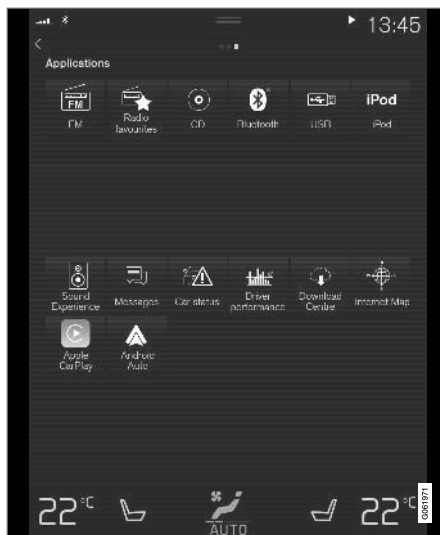 13:45
Applications
FM
iPod
FM
Radio
favourites
CD
Bluetooth
USB
iPod
Sound
Experience
Messages
Car status
Driver
performance
Download
Centre
Internet Map
Apple
CarPlay
Android
Auto
22°C
22°C
AUTO
G061971